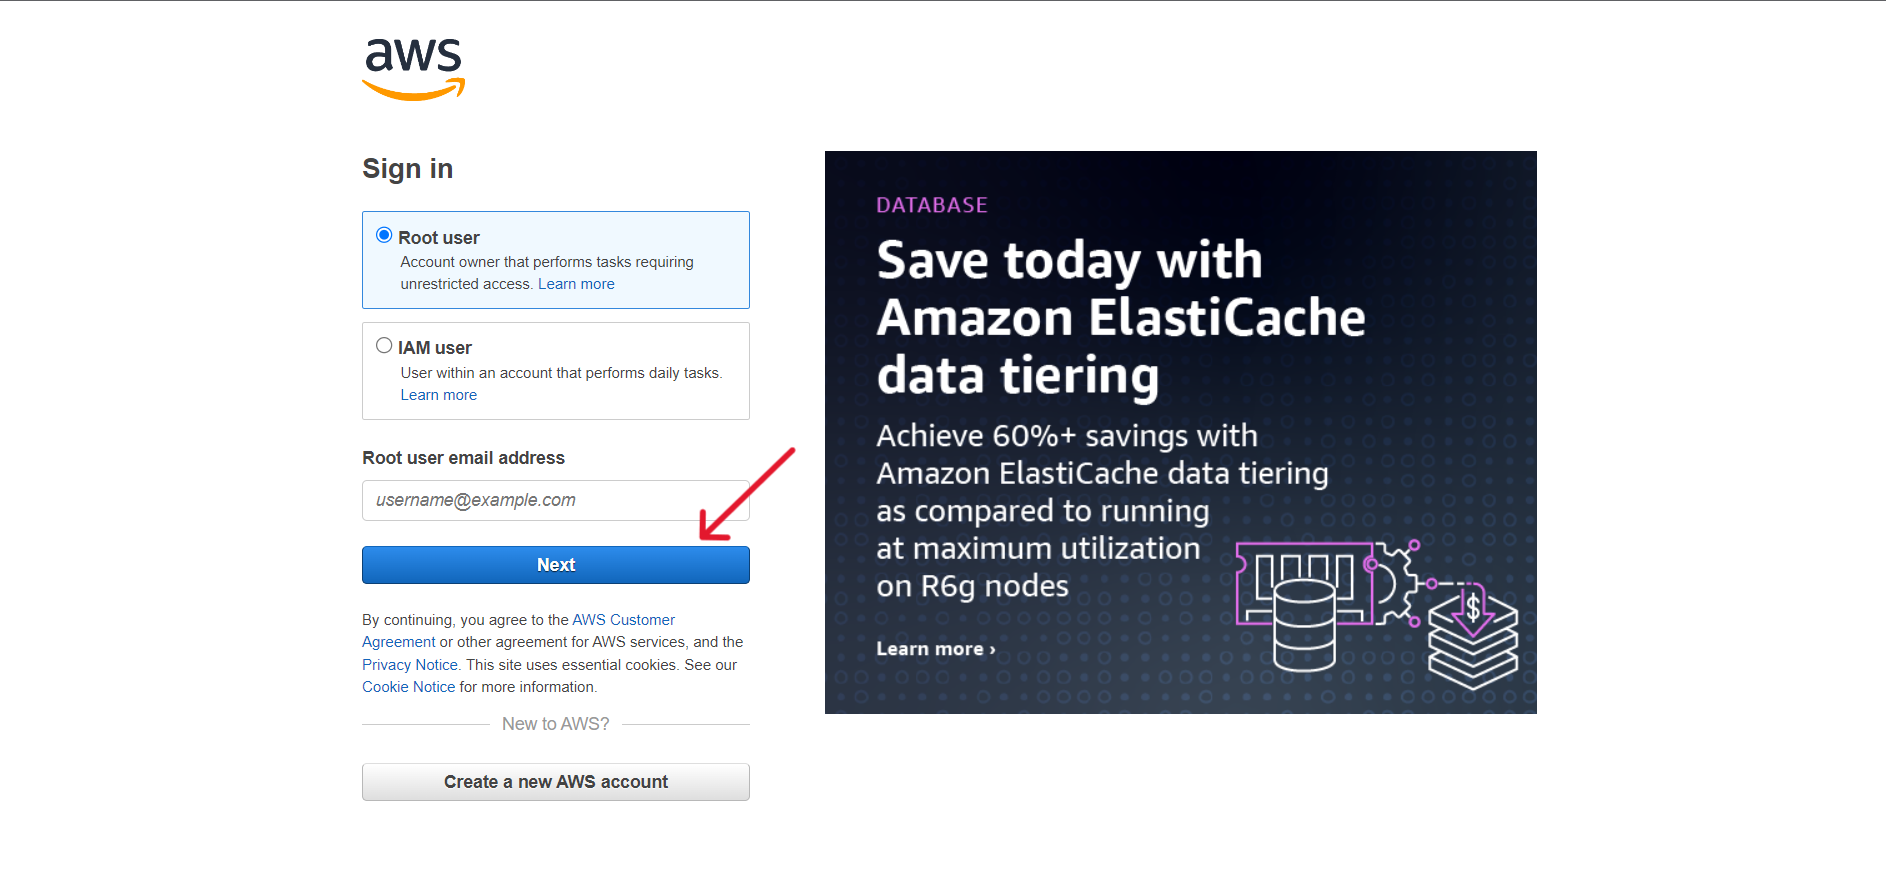 aws
Sign in
Root user
Account owner that performs tasks requiring
unrestricted access. Learn more
IAM user
User within an account that performs daily tasks.
Learn more
Root user email address
username@example.com
Next
By continuing, you agree to the AWS Customer
Agreement or other agreement for AWS services, and the
Privacy Notice. This site uses essential cookies. See our
Cookie Notice for more information.
New to AWS?
Create a new AWS account
DATABASE
Save today with
Amazon ElastiCache
data tiering
Achieve 60%+ savings with
Amazon ElastiCache data tiering
as compared to running
at maximum utilization
on R6g nodes
$
Learn more ›